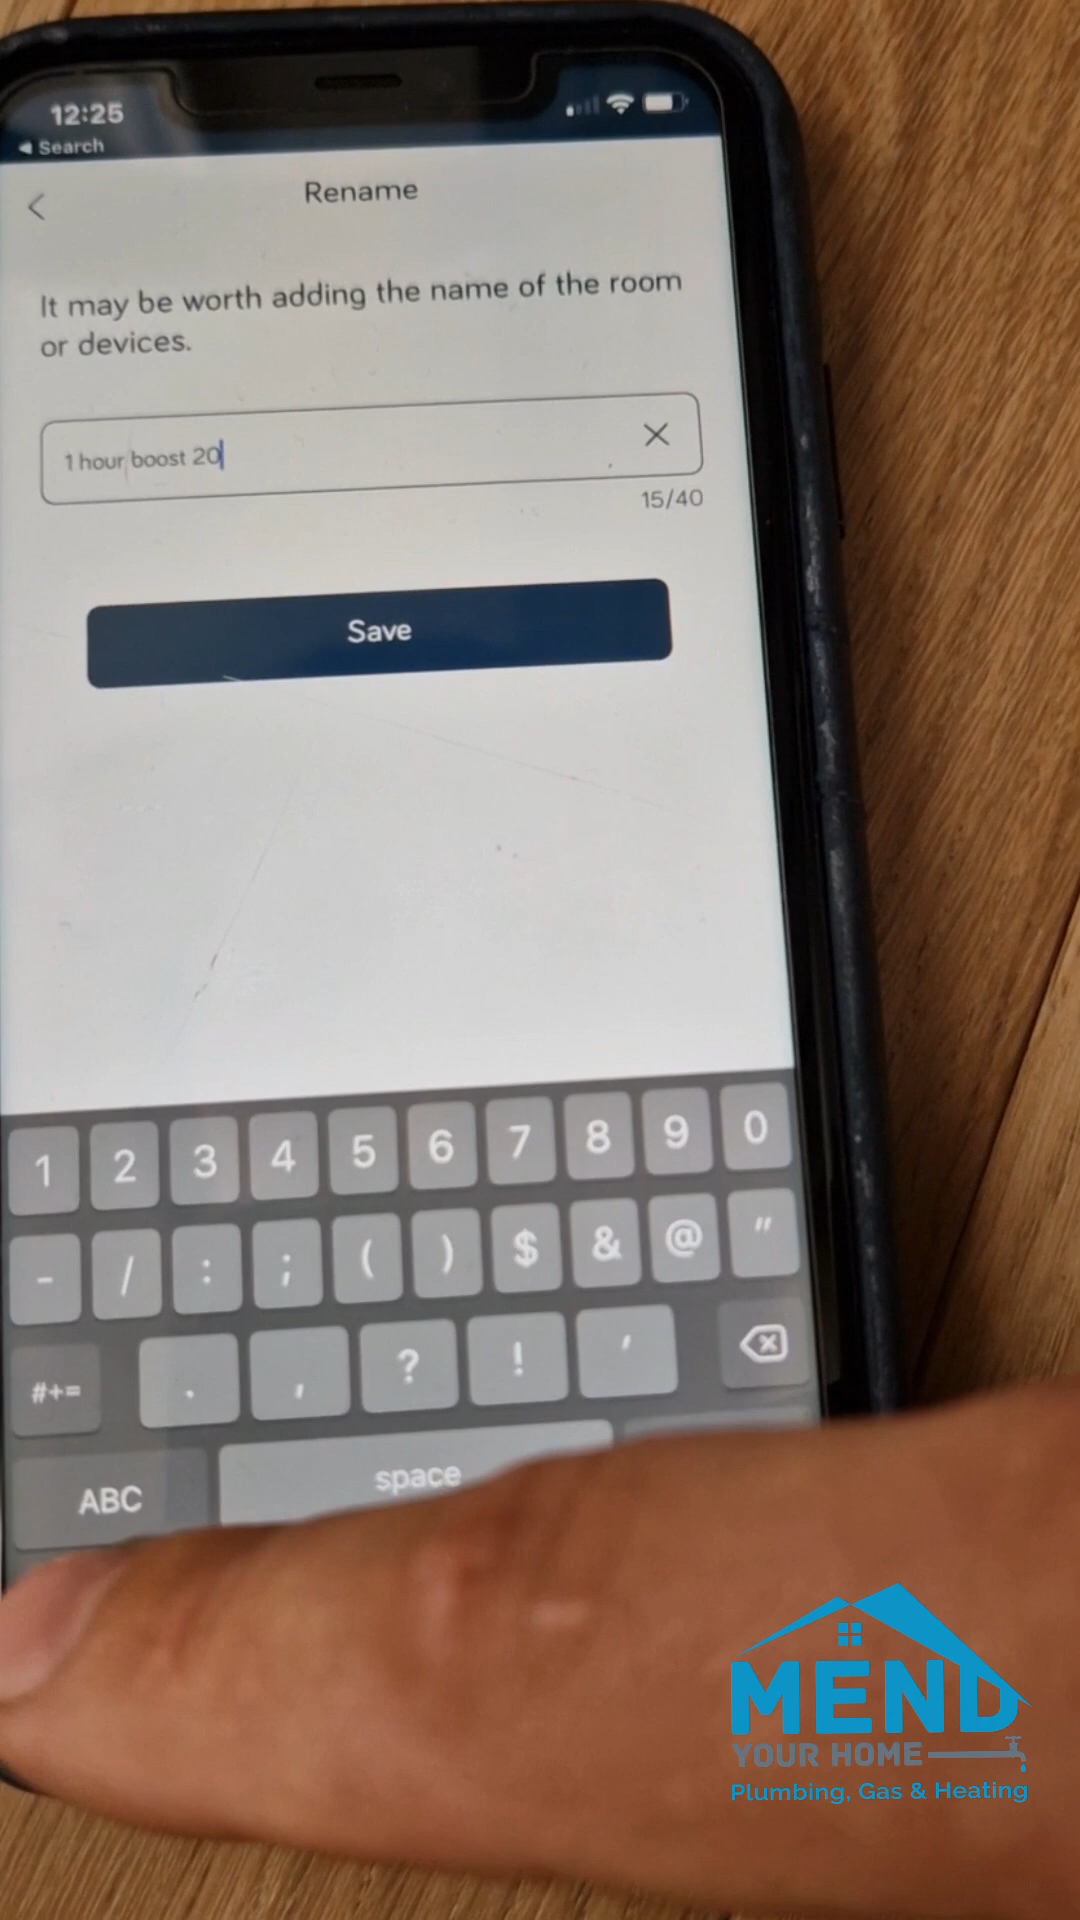 12:25
Search
Rename
It may be worth adding the name of the room
or devices.
1 hour boost 20
15/40
Save
1 2 3 4 5 6 7 8 9 0
- / : ; ( ) $ & @ "
#+= . , ? ! '
ABC space
MEND
YOUR HOME
Plumbing, Gas & Heating